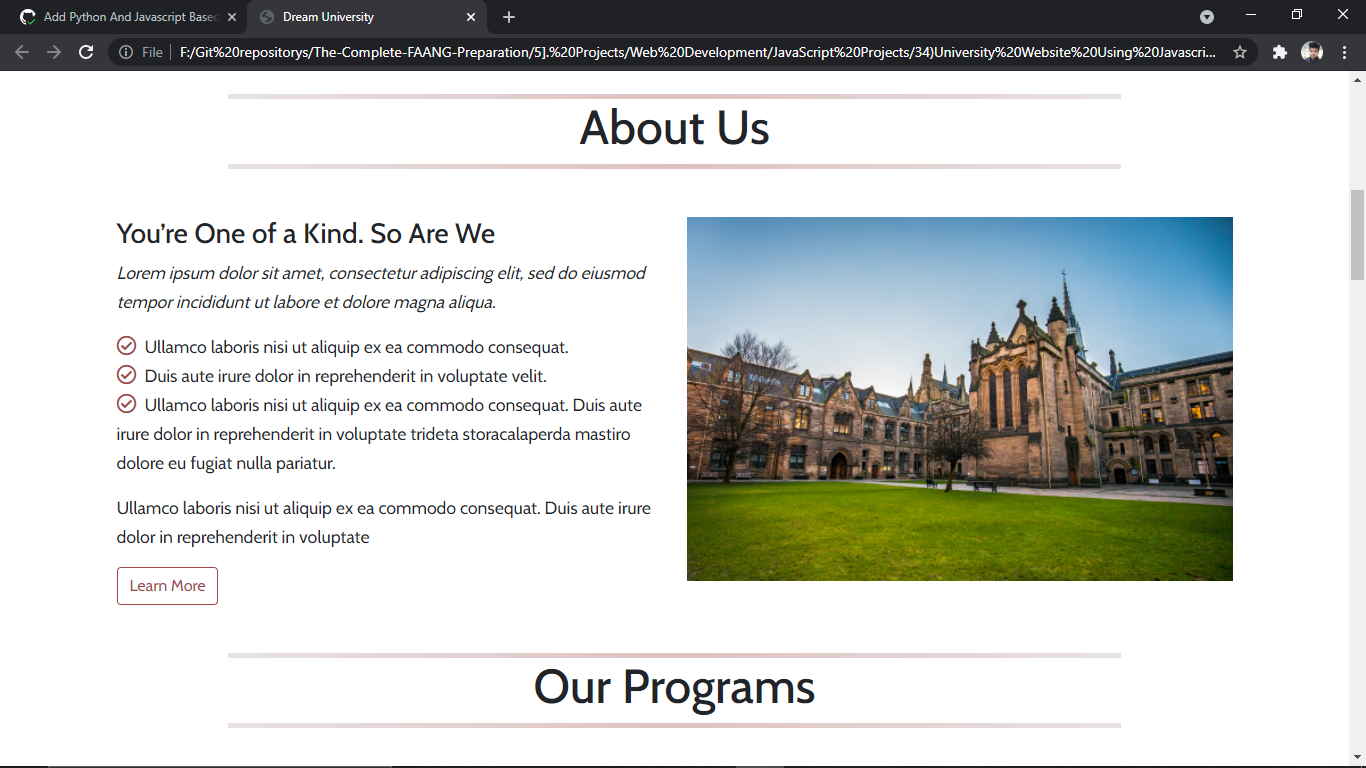 Add Python And Javascript Based
Dream University
File
F:/Git%20repositorys/The-Complete-FAANG-Preparation/5].%20Projects/Web%20Development/JavaScript%20Projects/34)University%20Website%20Using%20Javascri...
About Us
You’re One of a Kind. So Are We
Lorem ipsum dolor sit amet, consectetur adipiscing elit, sed do eiusmod
tempor incididunt ut labore et dolore magna aliqua.
Ullamco laboris nisi ut aliquip ex ea commodo consequat.
Duis aute irure dolor in reprehenderit in voluptate velit.
Ullamco laboris nisi ut aliquip ex ea commodo consequat. Duis aute
irure dolor in reprehenderit in voluptate trideta storacalaperda mastiro
dolore eu fugiat nulla pariatur.
Ullamco laboris nisi ut aliquip ex ea commodo consequat. Duis aute irure
dolor in reprehenderit in voluptate
Learn More
Our Programs